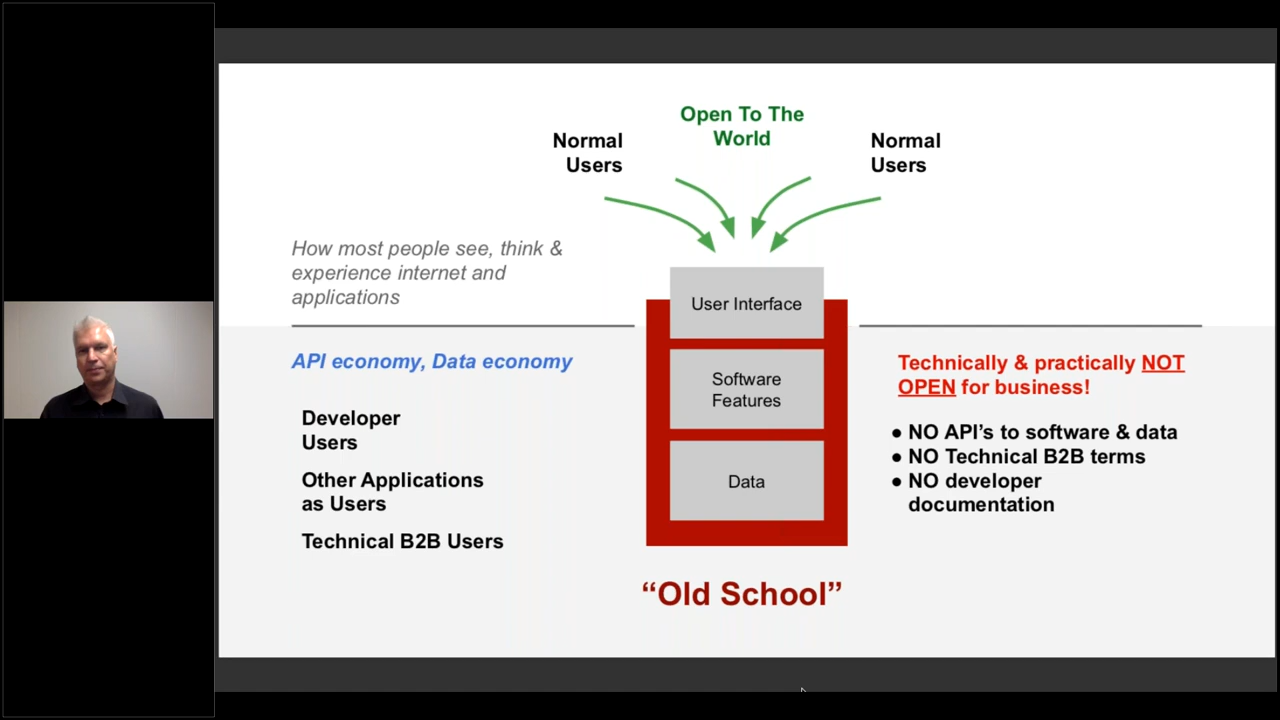 Open To The
World
Normal
Users
Normal
Users
How most people see, think &
experience internet and
applications
User Interface
API economy, Data economy
Developer
Users
Other Applications
as Users
Technical B2B Users
Software
Features
Data
Technically & practically NOT
OPEN for business!
● NO API's to software & data
● NO Technical B2B terms
● NO developer
documentation
“Old School”